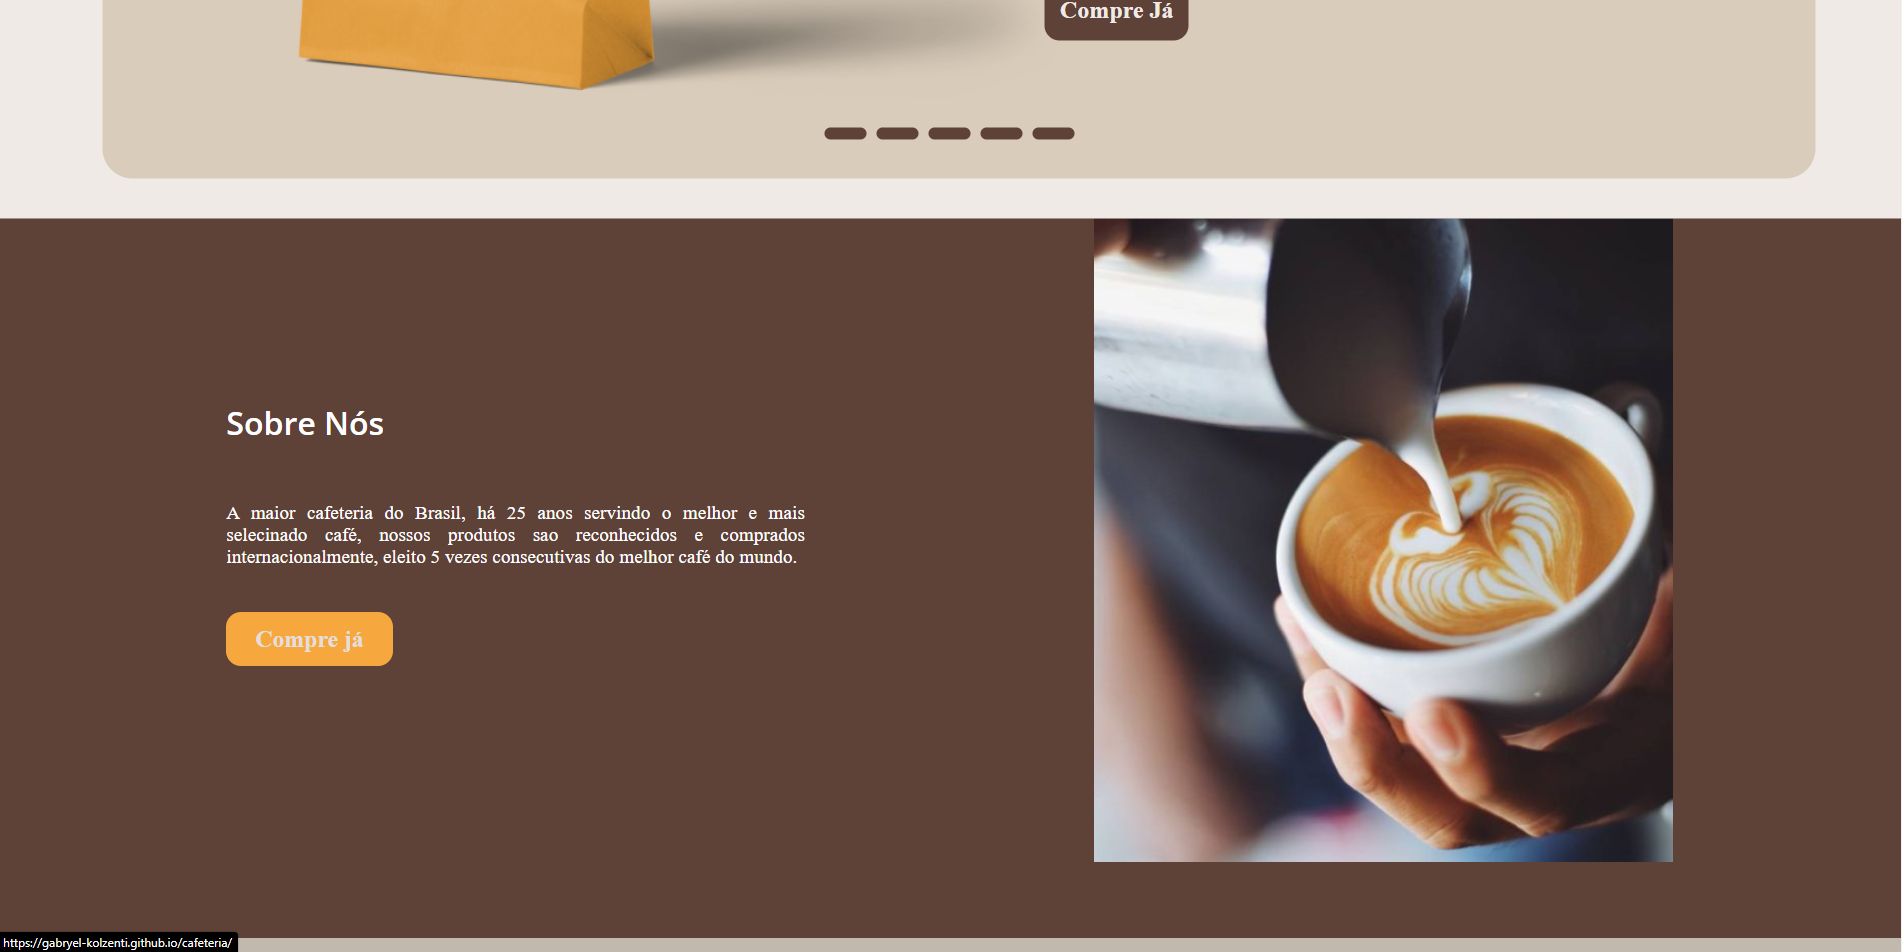 Compre Já
Sobre Nós
A maior cafeteria do Brasil, há 25 anos servindo o melhor e mais
selecinado café, nossos produtos sao reconhecidos e comprados
internacionalmente, eleito 5 vezes consecutivas do melhor café do mundo.
Compre já
https://gabryel-kolzenti.github.io/cafeteria/